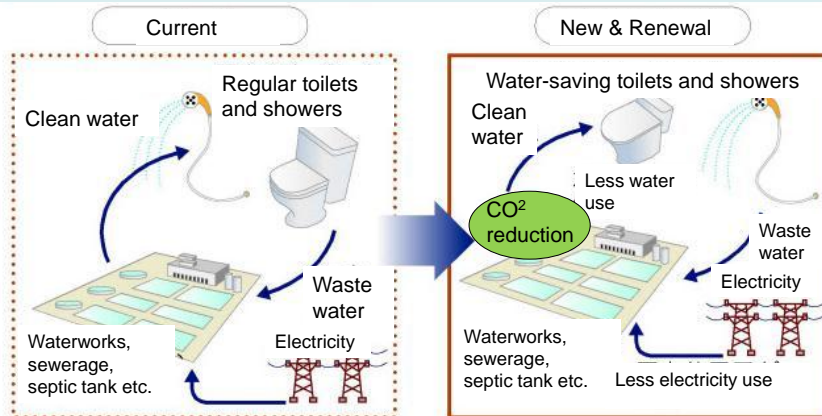 Current
Regular toilets
and showers
Clean water
Waste
water
Waterworks,
sewerage,
septic tank etc.
Electricity
New & Renewal
Water-saving toilets and showers
Clean
water
Less water
use
CO²
reduction
Waste
water
Electricity
Waterworks,
sewerage,
septic tank etc.
Less electricity use